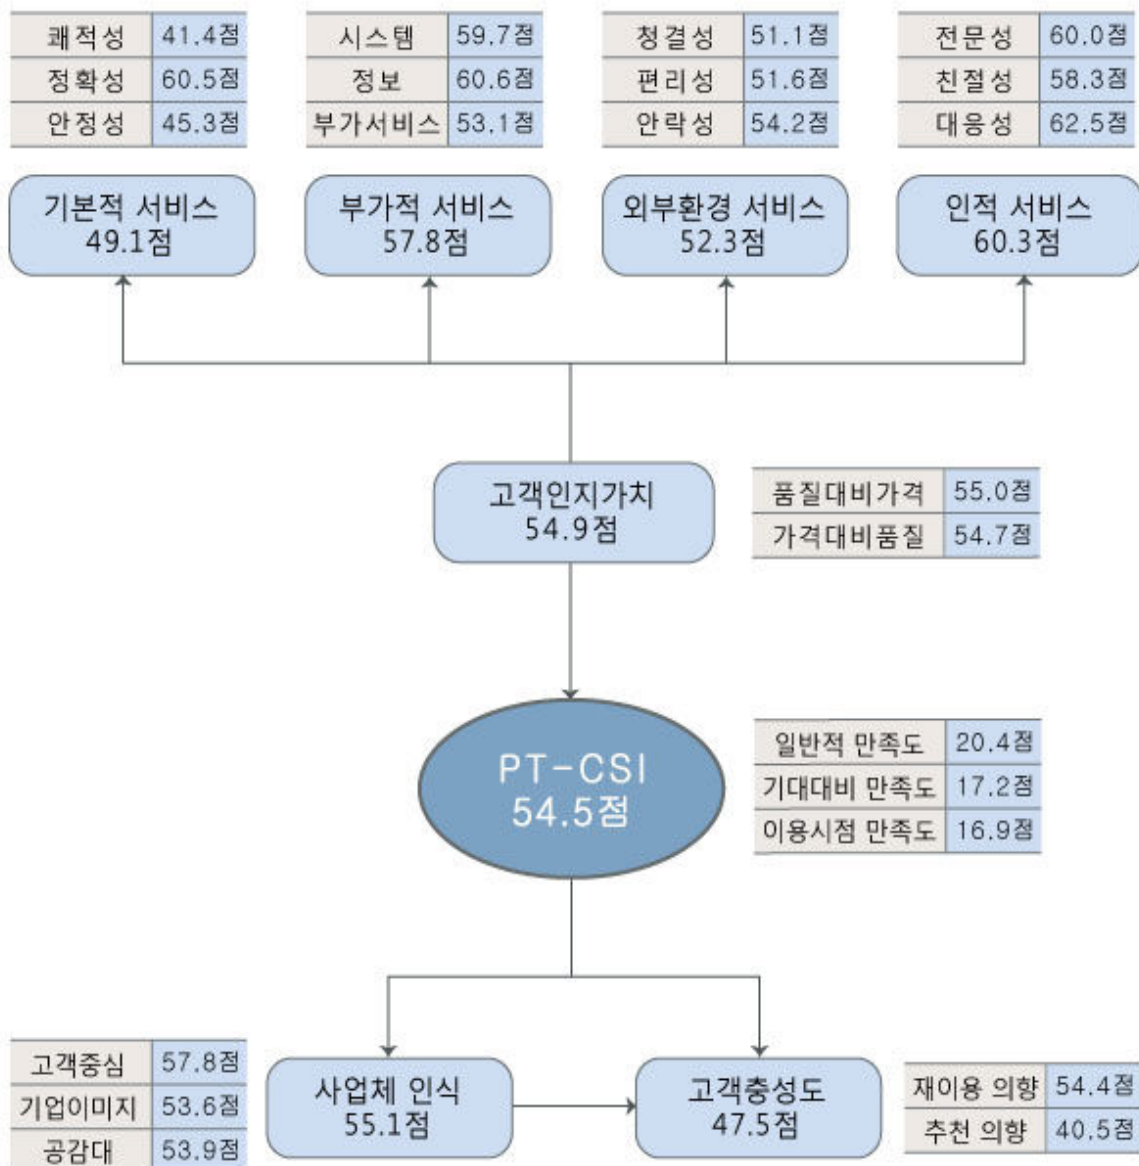 쾌적성 41.4점
정확성 60.5점
안정성 45.3점
시스템 59.7점
정보 60.6점
부가서비스 53.1점
청결성 51.1점
편리성 51.6점
안락성 54.2점
전문성 60.0점
친절성 58.3점
대응성 62.5점
기본적 서비스
49.1점
부가적 서비스
57.8점
외부환경 서비스
52.3점
인적 서비스
60.3점
고객인지가치
54.9점
품질대비가격 55.0점
가격대비품질 54.7점
PT-CSI
54.5점
일반적 만족도 20.4점
기대대비 만족도 17.2점
이용시점 만족도 16.9점
고객중심 57.8점
기업이미지 53.6점
공감대 53.9점
사업체 인식
55.1점
고객충성도
47.5점
재이용 의향 54.4점
추천 의향 40.5점